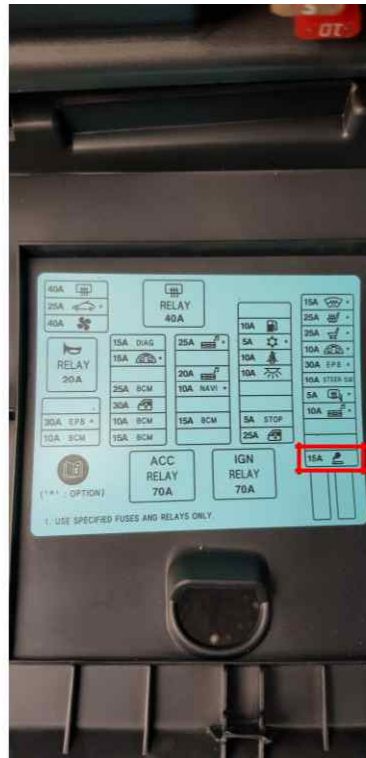 10
40A
25A
40A
RELAY
40A
RELAY
20A
15A DIAG
15A
25A BCM
30A
30A EPB *
10A BCM
10A BCM
15A BCM
25A
20A
10A NAVI *
15A BCM
10A
5A
10A
10A
5A STOP
25A
15A
25A
25A
10A
30A EPB *
10A STEER SW
5A
10A
15A
ACC
RELAY
70A
IGN
RELAY
70A
('*' : OPTION)
1. USE SPECIFIED FUSES AND RELAYS ONLY.